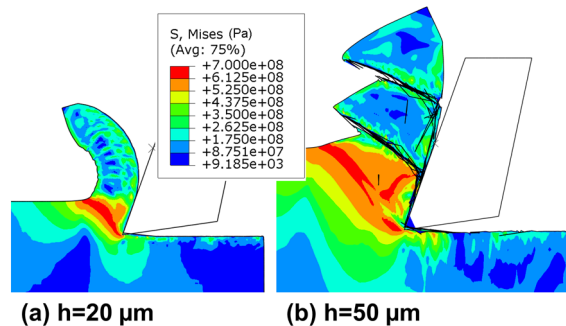 S, Mises (Pa)
(Avg: 75%)
+7.000e+08
+6.125e+08
+5.250e+08
+4.375e+08
+3.500e+08
+2.625e+08
+1.750e+08
+8.751e+07
+9.185e+03
(a) h=20 μm
(b) h=50 μm